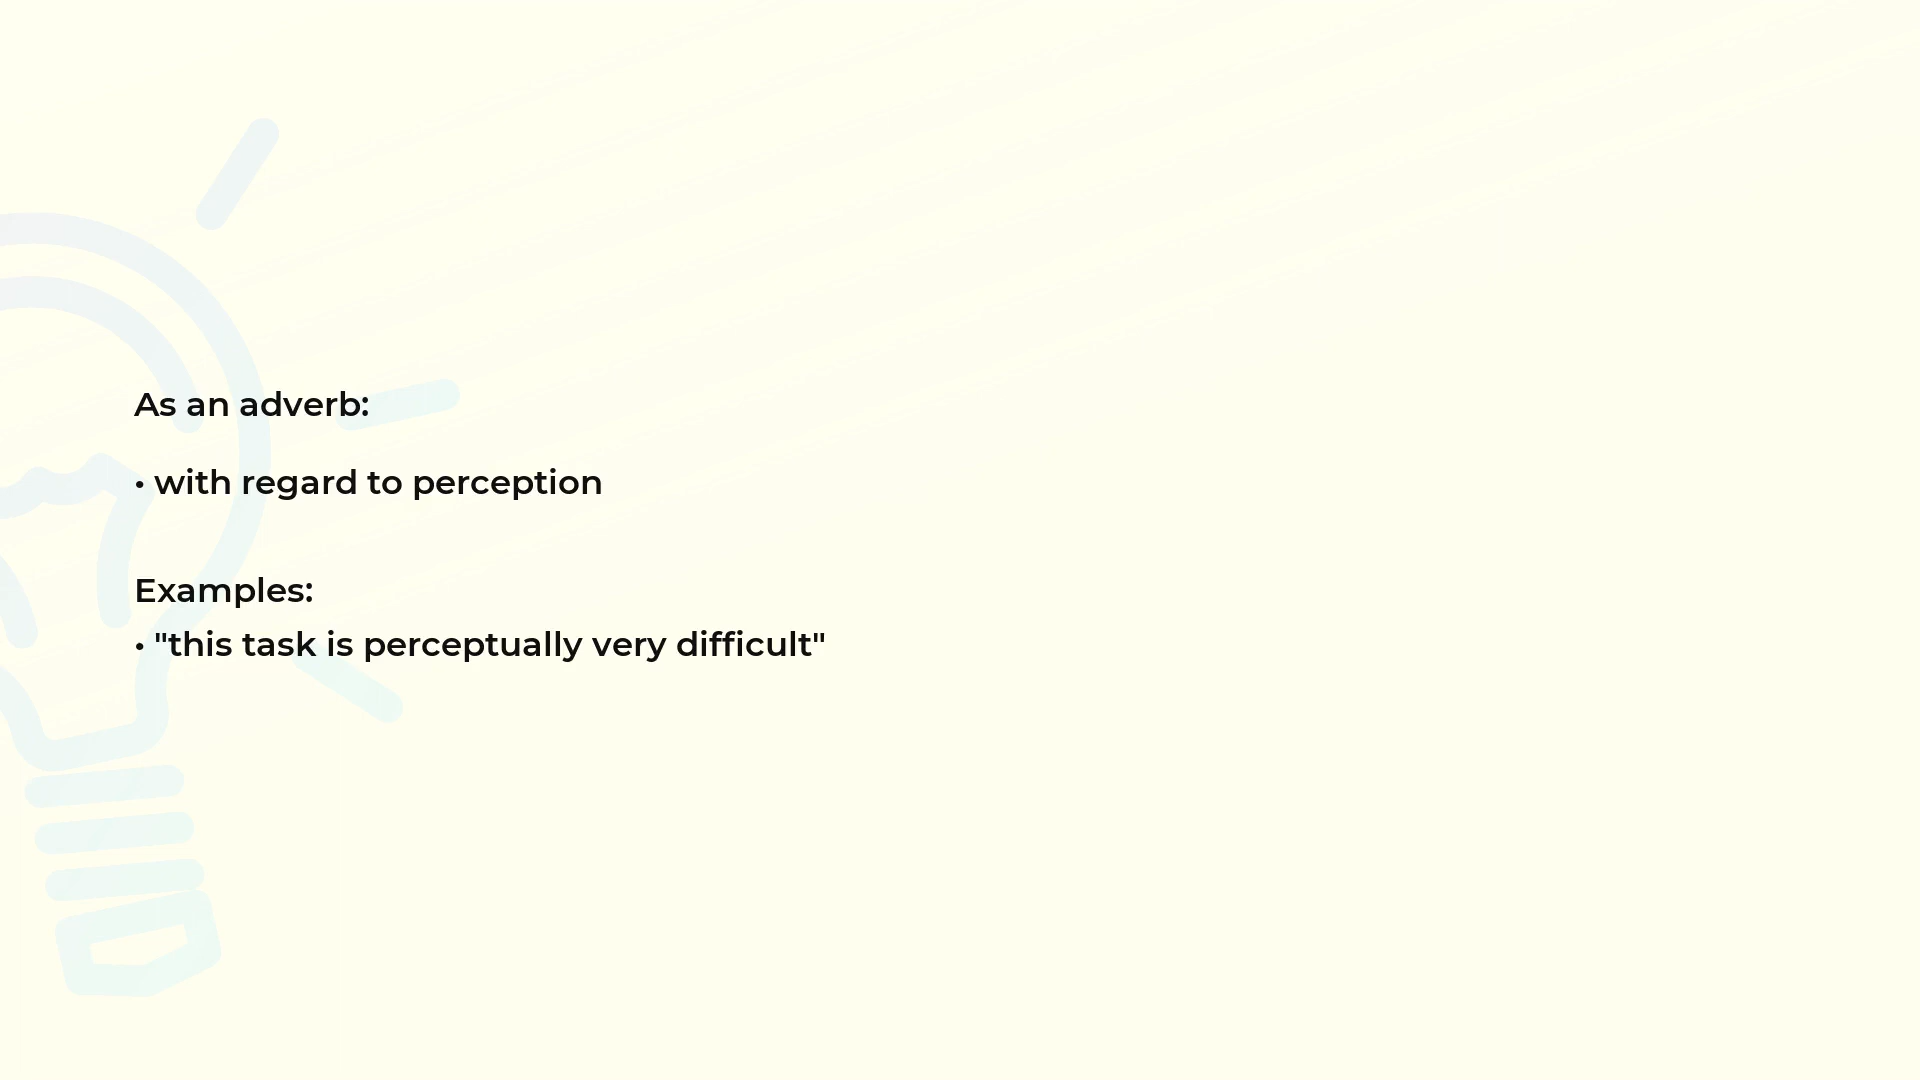 As an adverb:
• with regard to perception
Examples:
• "this task is perceptually very difficult"